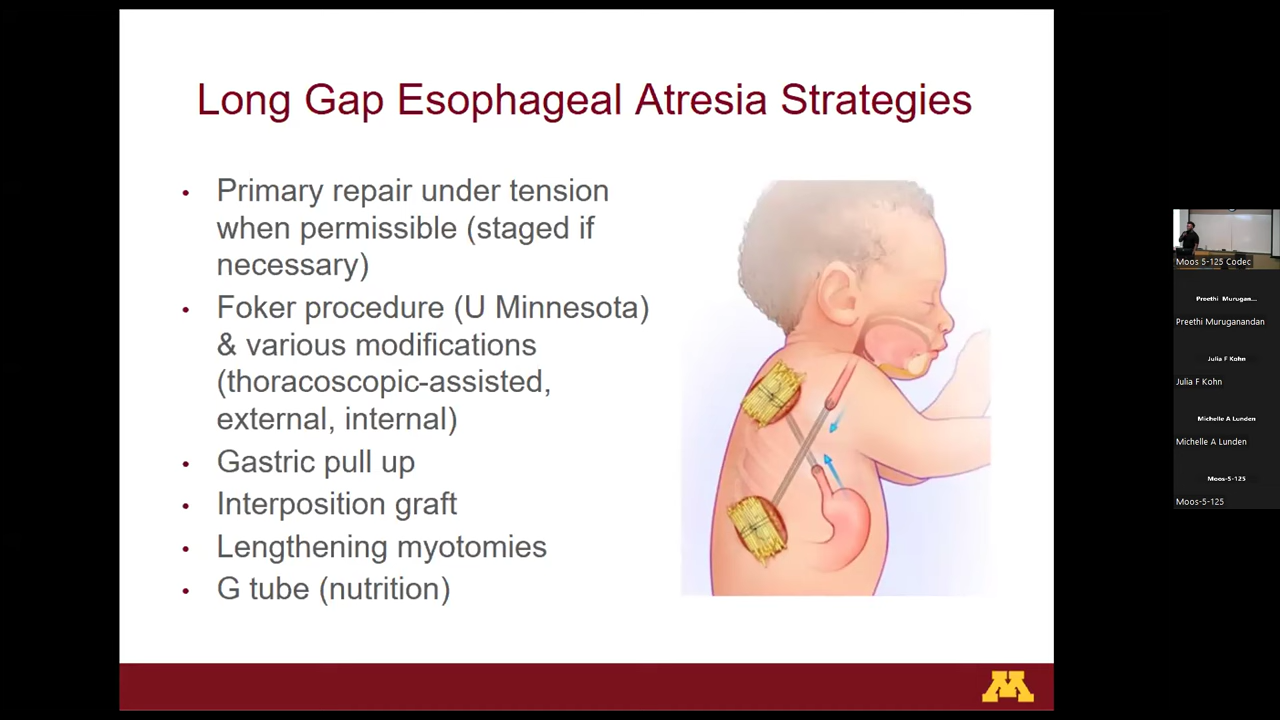 Long Gap Esophageal Atresia Strategies
• Primary repair under tension
when permissible (staged if
necessary)
• Foker procedure (U Minnesota)
& various modifications
(thoracoscopic-assisted,
external, internal)
• Gastric pull up
• Interposition graft
• Lengthening myotomies
• G tube (nutrition)
M
Moos 5-125 Codec
Preethi Murugan...
Preethi Muruganandan
Julia F Kohn
Julia F Kohn
Michelle A Lunden
Michelle A Lunden
Moos-5-125
Moos-5-125